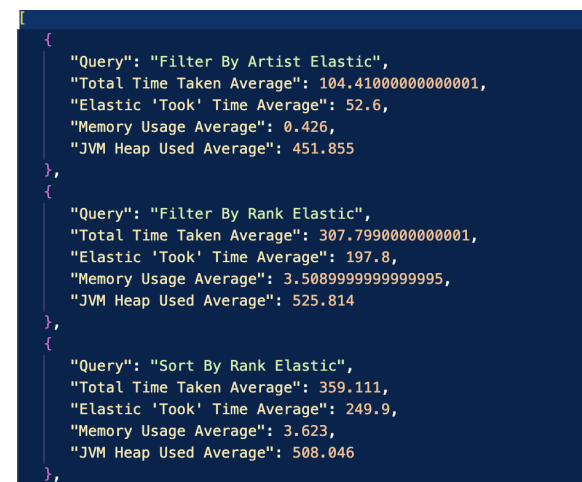 [
{
"Query": "Filter By Artist Elastic",
"Total Time Taken Average": 104.41000000000001,
"Elastic 'Took' Time Average": 52.6,
"Memory Usage Average": 0.426,
"JVM Heap Used Average": 451.855
},
{
"Query": "Filter By Rank Elastic",
"Total Time Taken Average": 307.7990000000001,
"Elastic 'Took' Time Average": 197.8,
"Memory Usage Average": 3.5089999999999995,
"JVM Heap Used Average": 525.814
},
{
"Query": "Sort By Rank Elastic",
"Total Time Taken Average": 359.111,
"Elastic 'Took' Time Average": 249.9,
"Memory Usage Average": 3.623,
"JVM Heap Used Average": 508.046
},